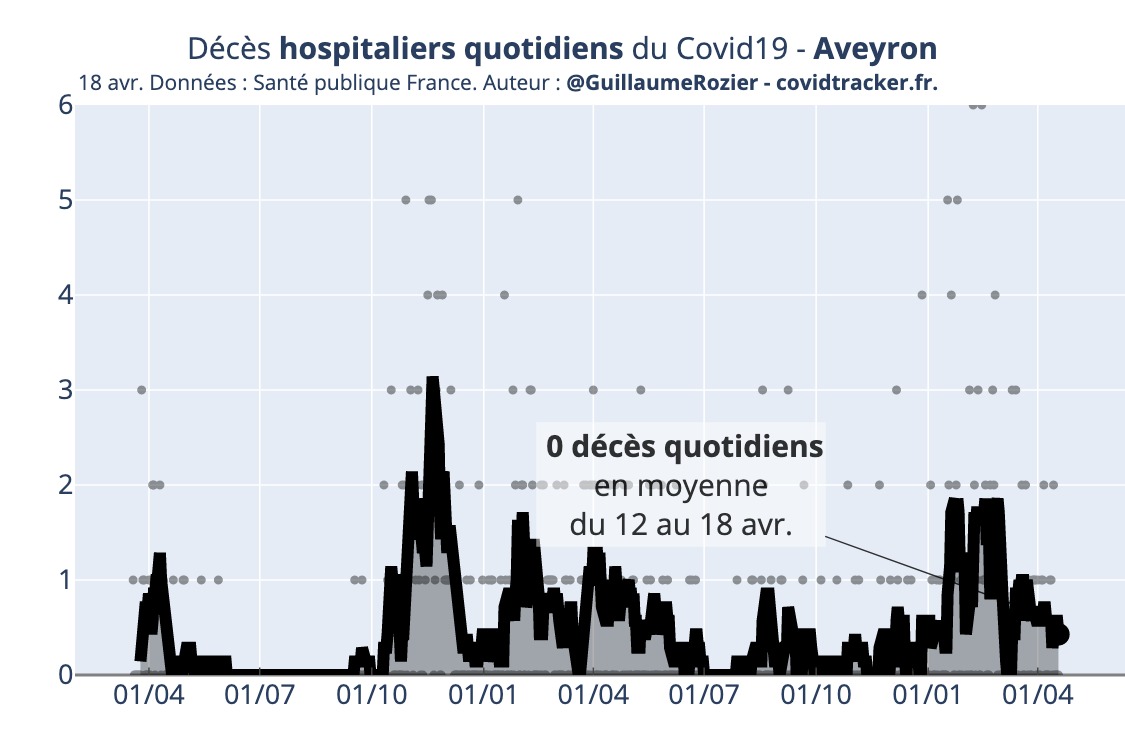 Décès hospitaliers quotidiens du Covid19 - Aveyron
18 avr. Données : Santé publique France. Auteur : @GuillaumeRozier - covidtracker.fr.
6
5
4
3
2
1
0
0 décès quotidiens
en moyenne
du 12 au 18 avr.
01/04 01/07 01/10 01/01 01/04 01/07 01/10 01/01 01/04